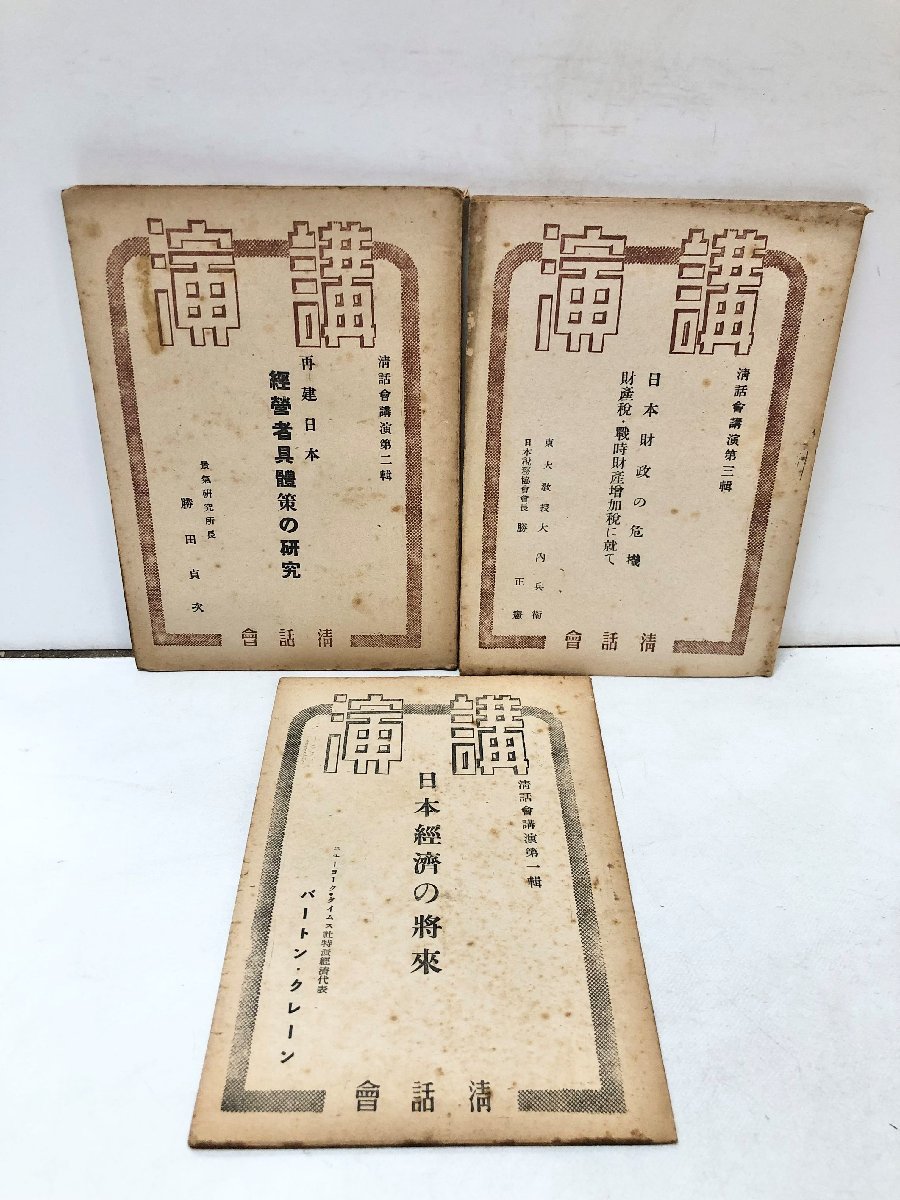 講演
清話會講演第二輯
再建日本
經營者具體策の研究
景氣研究所長
勝田貞次
清話會
講演
清話會講演第三輯
日本財政の危機
財產稅・戰時財產增加稅に就て
東大敎授大內兵衞
日本稅務協會會長 勝正憲
清話會
講演
清話會講演第一輯
日本經濟の將來
ニューヨーク・タイムス社特派經濟代表
バートン・クレーン
清話會